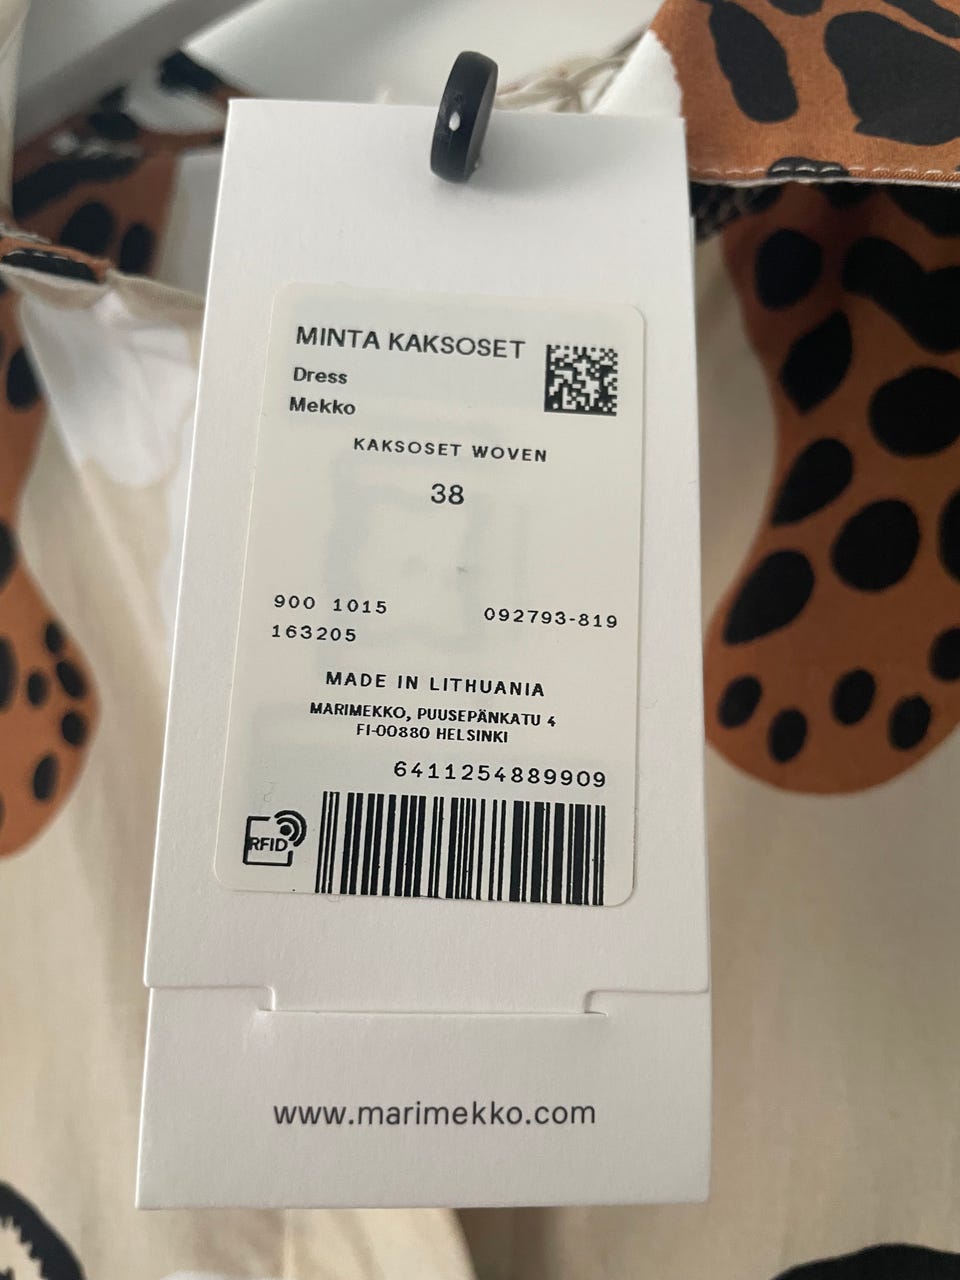 MINTA KAKSOSET
Dress
Mekko
KAKSOSET WOVEN
38
900 1015
092793-819
163205
MADE IN LITHUANIA
MARIMEKKO, PUUSEPÄNKATU 4
FI-00880 HELSINKI
6411254889909
RFID
www.marimekko.com